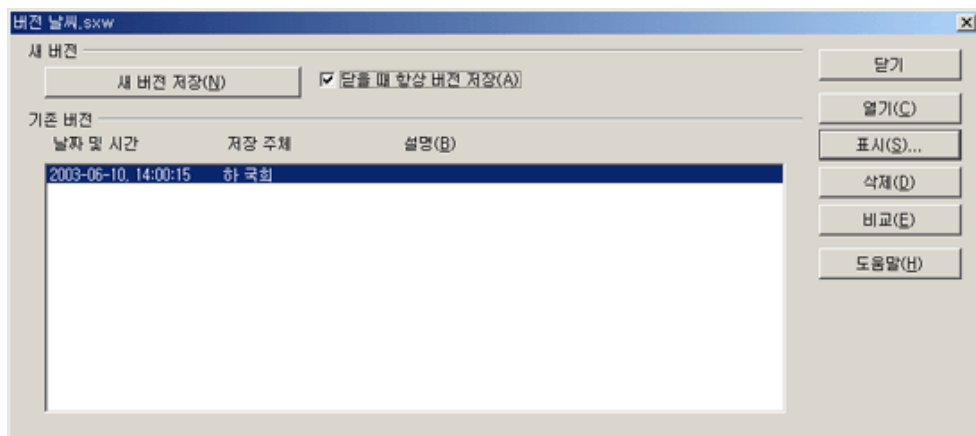 버전 날씨.sxw
새 버전
새 버전 저장(N)
닫을 때 항상 버전 저장(A)
기존 버전
날짜 및 시간 저장 주체 설명(B)
2003-06-10, 14:00:15 하 국희
닫기
열기(C)
표시(S)...
삭제(D)
비교(E)
도움말(H)